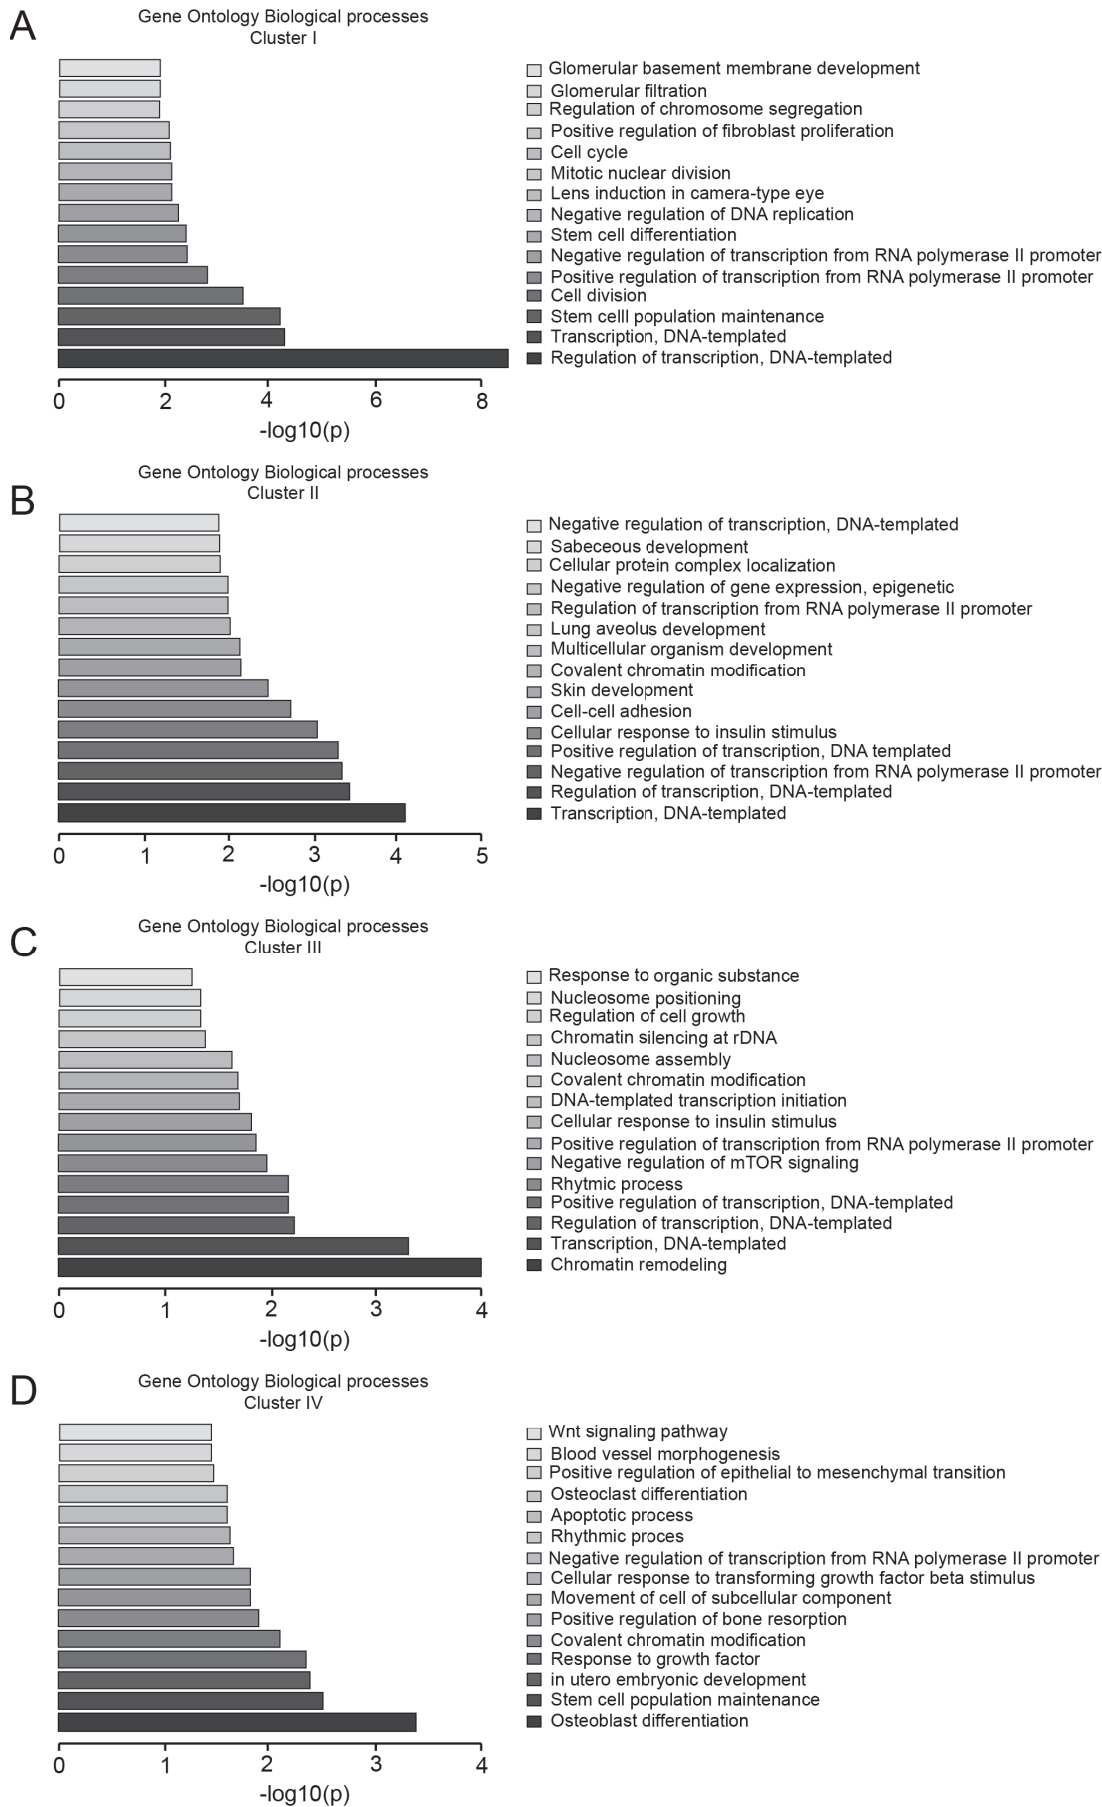 A
Gene Ontology Biological processes
Cluster I
Glomerular basement membrane development
Glomerular filtration
Regulation of chromosome segregation
Positive regulation of fibroblast proliferation
Cell cycle
Mitotic nuclear division
Lens induction in camera-type eye
Negative regulation of DNA replication
Stem cell differentiation
Negative regulation of transcription from RNA polymerase II promoter
Positive regulation of transcription from RNA polymerase II promoter
Cell division
Stem celll population maintenance
Transcription, DNA-templated
Regulation of transcription, DNA-templated
0 2 4 6 8
-log10(p)
B
Gene Ontology Biological processes
Cluster II
Negative regulation of transcription, DNA-templated
Sabeceous development
Cellular protein complex localization
Negative regulation of gene expression, epigenetic
Regulation of transcription from RNA polymerase II promoter
Lung aveolus development
Multicellular organism development
Covalent chromatin modification
Skin development
Cell-cell adhesion
Cellular response to insulin stimulus
Positive regulation of transcription, DNA templated
Negative regulation of transcription from RNA polymerase II promoter
Regulation of transcription, DNA-templated
Transcription, DNA-templated
0 1 2 3 4 5
-log10(p)
C
Gene Ontology Biological processes
Cluster III
Response to organic substance
Nucleosome positioning
Regulation of cell growth
Chromatin silencing at rDNA
Nucleosome assembly
Covalent chromatin modification
DNA-templated transcription initiation
Cellular response to insulin stimulus
Positive regulation of transcription from RNA polymerase II promoter
Negative regulation of mTOR signaling
Rhytmic process
Positive regulation of transcription, DNA-templated
Regulation of transcription, DNA-templated
Transcription, DNA-templated
Chromatin remodeling
0 1 2 3 4
-log10(p)
D
Gene Ontology Biological processes
Cluster IV
Wnt signaling pathway
Blood vessel morphogenesis
Positive regulation of epithelial to mesenchymal transition
Osteoclast differentiation
Apoptotic process
Rhythmic proces
Negative regulation of transcription from RNA polymerase II promoter
Cellular response to transforming growth factor beta stimulus
Movement of cell of subcellular component
Positive regulation of bone resorption
Covalent chromatin modification
Response to growth factor
in utero embryonic development
Stem cell population maintenance
Osteoblast differentiation
0 1 2 3 4
-log10(p)